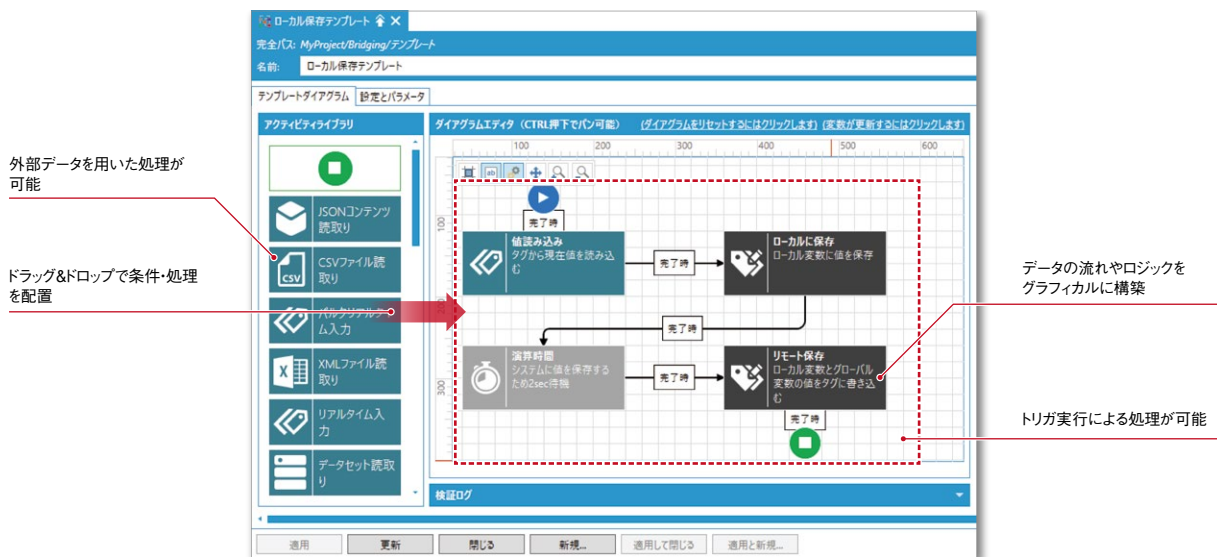 ローカル保存テンプレート
完全パス: MyProject/Bridging/テンプレート
名前: ローカル保存テンプレート
テンプレートダイアグラム 設定とパラメータ
アクティビティライブラリ
ダイアグラムエディタ (CTRL押下でパン可能) (ダイアグラムをリセットするにはクリックします) (変数が更新するにはクリックします)
100 200 300 400 500 600
外部データを用いた処理が
可能
ドラッグ&ドロップで条件・処理
を配置
JSONコンテンツ
読取り
CSV
CSVファイル読
取り
バルクリアルタイ
ム入力
XMLファイル読
取り
リアルタイム入
力
データセット読取
り
100
200
300
完了時
値読み込み
タグから現在値を読み込
む
完了時
ローカルに保存
ローカル変数に値を保存
完了時
演算時間
システムに値を保存する
ため2sec待機
完了時
リモート保存
ローカル変数とグローバル
変数の値をタグに書き込
む
完了時
データの流れやロジックを
グラフィカルに構築
トリガ実行による処理が可能
検証ログ
適用 更新 閉じる 新規... 適用して閉じる 適用と新規...